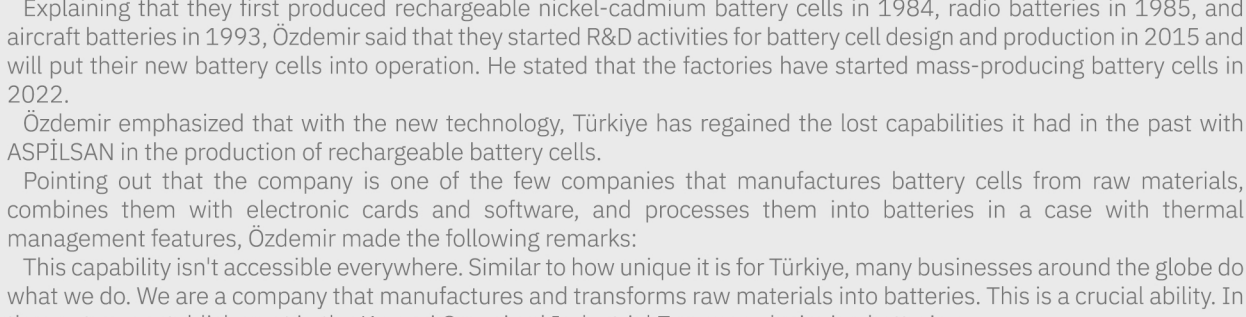 Explaining that they first produced rechargeable nickel-cadmium battery cells in 1984, radio batteries in 1985, and
aircraft batteries in 1993, Özdemir said that they started R&D activities for battery cell design and production in 2015 and
will put their new battery cells into operation. He stated that the factories have started mass-producing battery cells in
2022.
Özdemir emphasized that with the new technology, Türkiye has regained the lost capabilities it had in the past with
ASPİLSAN in the production of rechargeable battery cells.
Pointing out that the company is one of the few companies that manufactures battery cells from raw materials,
combines them with electronic cards and software, and processes them into batteries in a case with thermal
management features, Özdemir made the following remarks:
This capability isn't accessible everywhere. Similar to how unique it is for Türkiye, many businesses around the globe do
what we do. We are a company that manufactures and transforms raw materials into batteries. This is a crucial ability. In